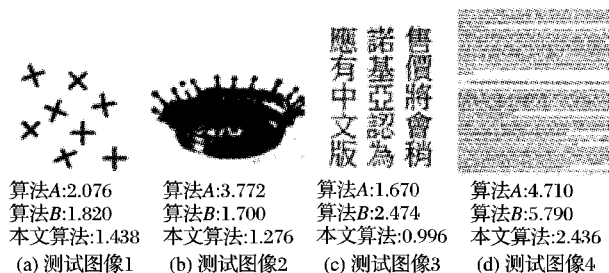 售價將會稍
諾基亞認為
應有中文版
算法A:2.076
算法B:1.820
本文算法:1.438
(a) 测试图像1
算法A:3.772
算法B:1.700
本文算法:1.276
(b) 测试图像2
算法A:1.670
算法B:2.474
本文算法:0.996
(c) 测试图像3
算法A:4.710
算法B:5.790
本文算法:2.436
(d) 测试图像4